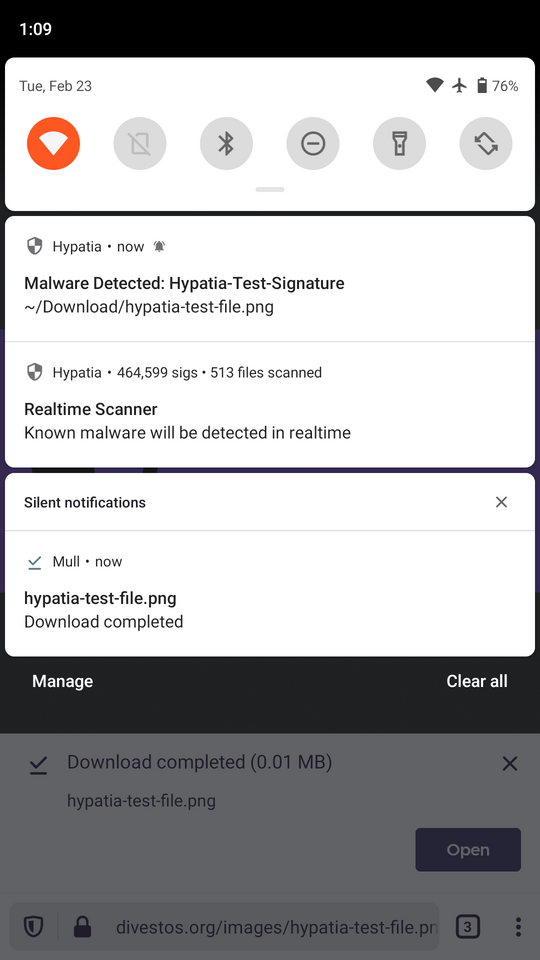 1:09
Tue, Feb 23 76%
Hypatia • now
Malware Detected: Hypatia-Test-Signature
~/Download/hypatia-test-file.png
Hypatia • 464,599 sigs • 513 files scanned
Realtime Scanner
Known malware will be detected in realtime
Silent notifications
Mull • now
hypatia-test-file.png
Download completed
Manage Clear all
Download completed (0.01 MB)
hypatia-test-file.png
Open
divestos.org/images/hypatia-test-file.pn 3